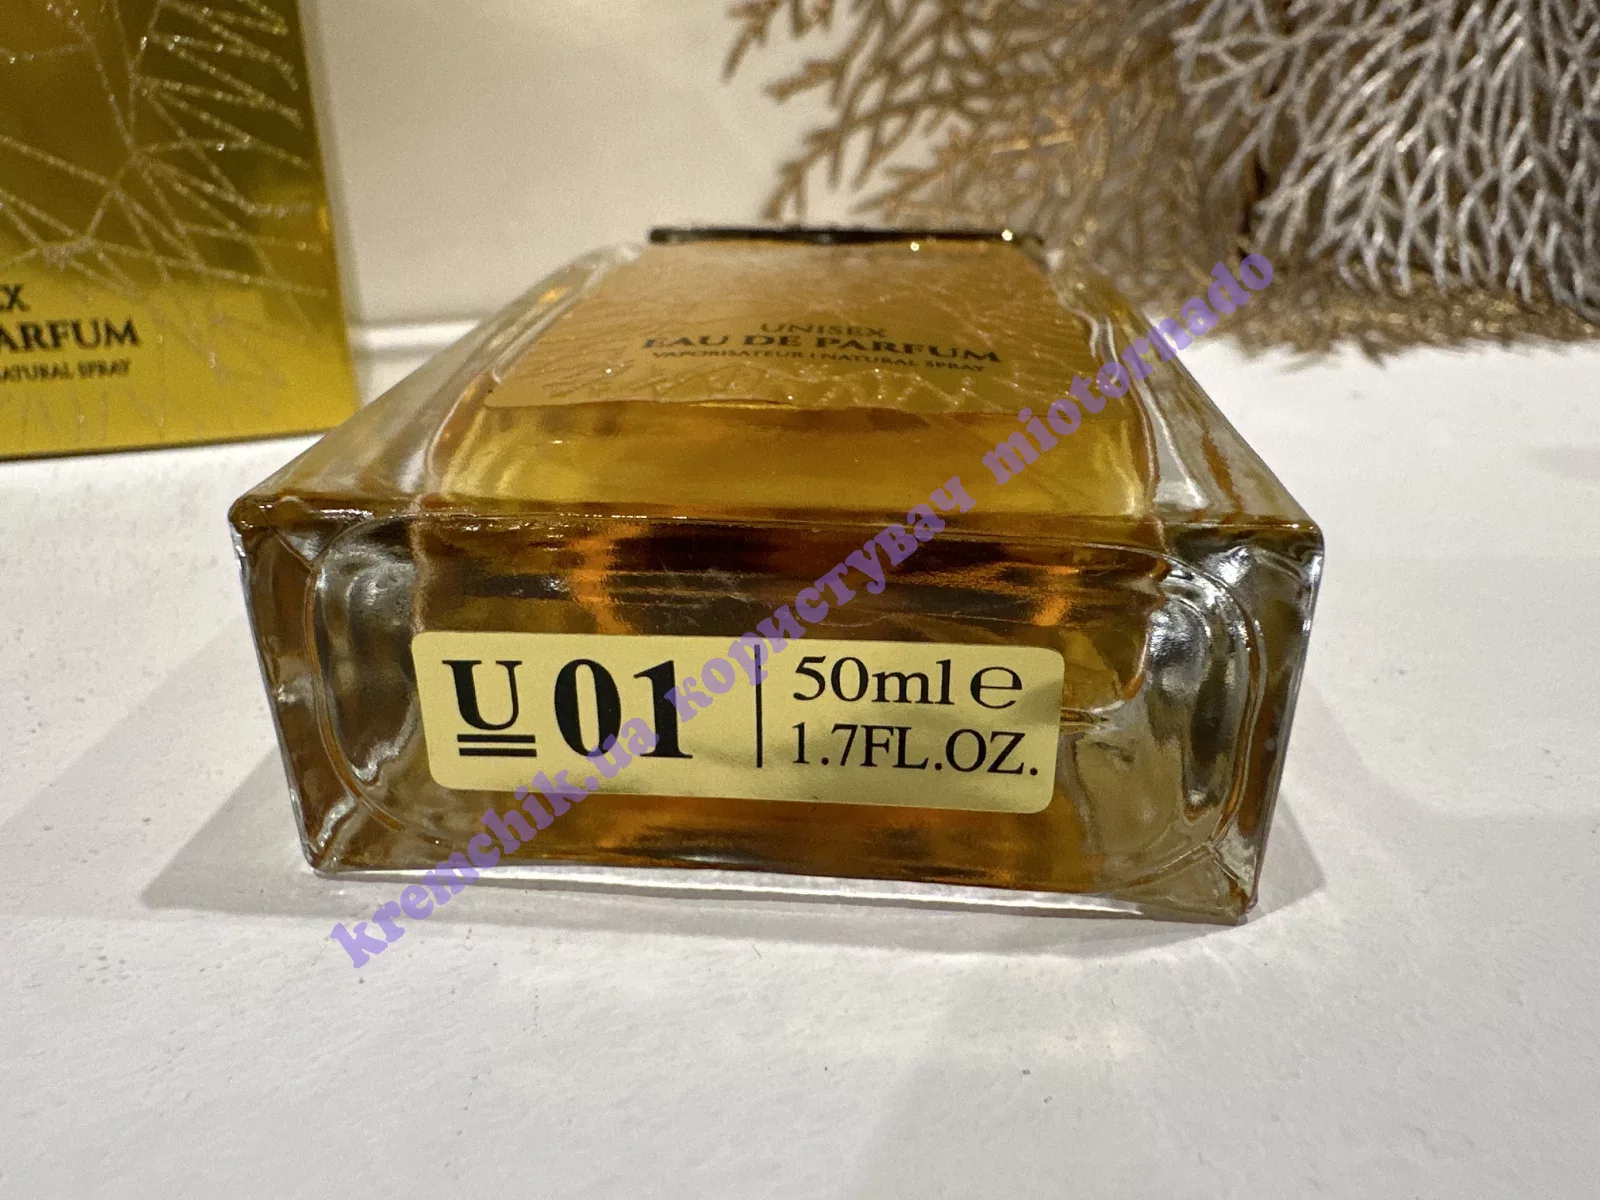 EX
PARFUM
NATURAL SPRAY
UNISEX
EAU DE PARFUM
VAPORISATEUR / NATURAL SPRAY
U 01
50ml ℮
1.7FL.OZ.
kremchik.ua користувач miotornado